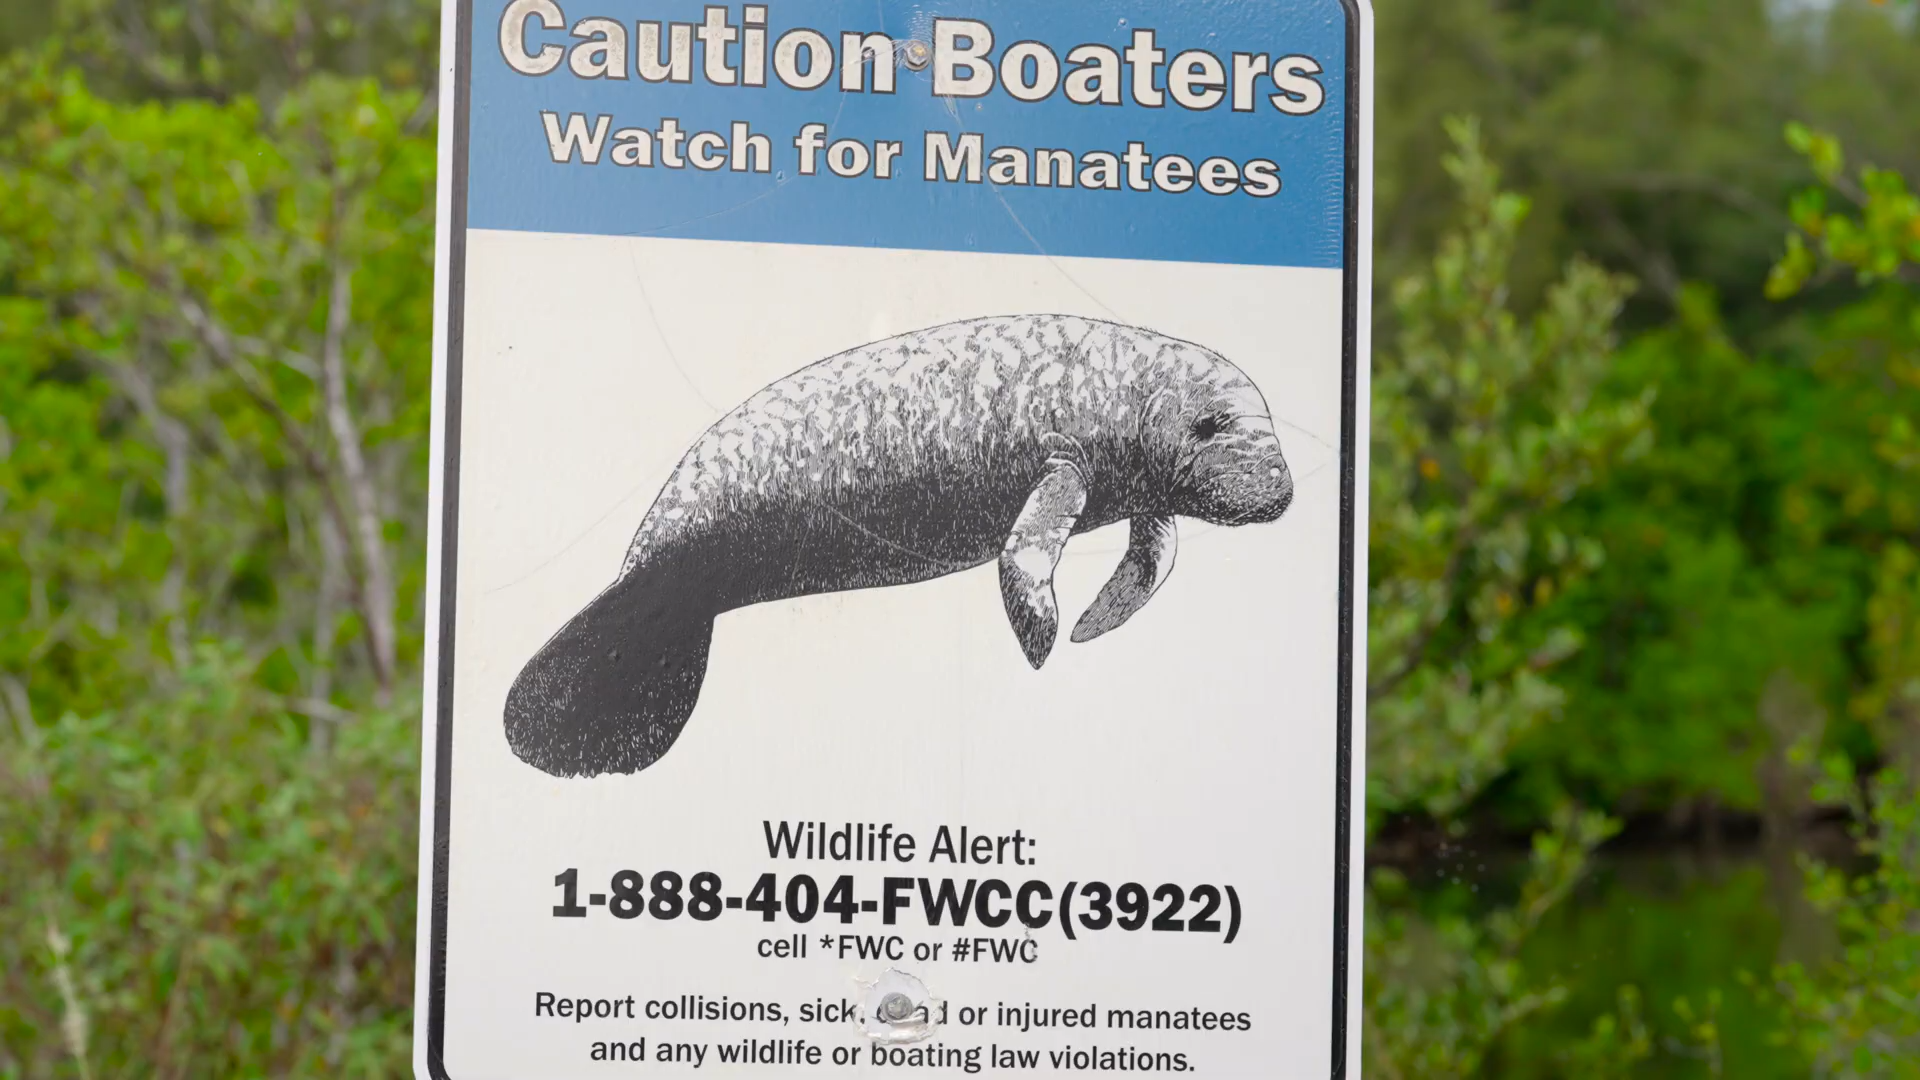 Caution Boaters
Watch for Manatees
Wildlife Alert:
1-888-404-FWCC(3922)
cell *FWC or #FWC
Report collisions, sick, or injured manatees
and any wildlife or boating law violations.